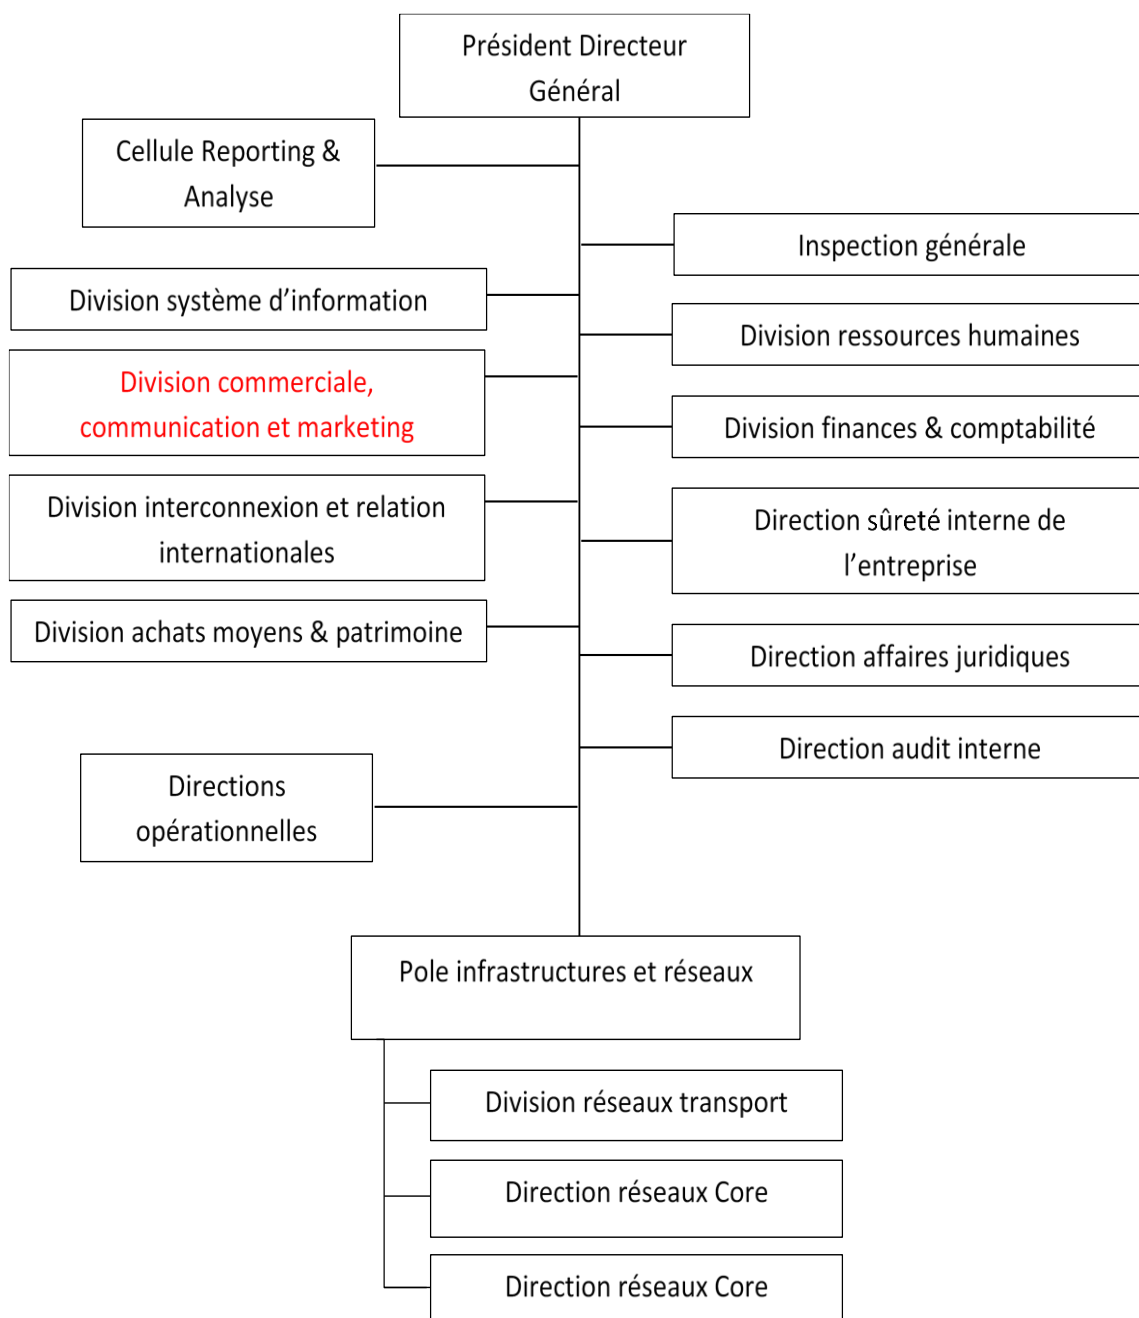 Président Directeur
Général
Cellule Reporting &
Analyse
Inspection générale
Division système d’information
Division ressources humaines
Division commerciale,
communication et marketing
Division finances & comptabilité
Division interconnexion et relation
internationales
Direction sûreté interne de
l’entreprise
Division achats moyens & patrimoine
Direction affaires juridiques
Direction audit interne
Directions
opérationnelles
Pole infrastructures et réseaux
Division réseaux transport
Direction réseaux Core
Direction réseaux Core